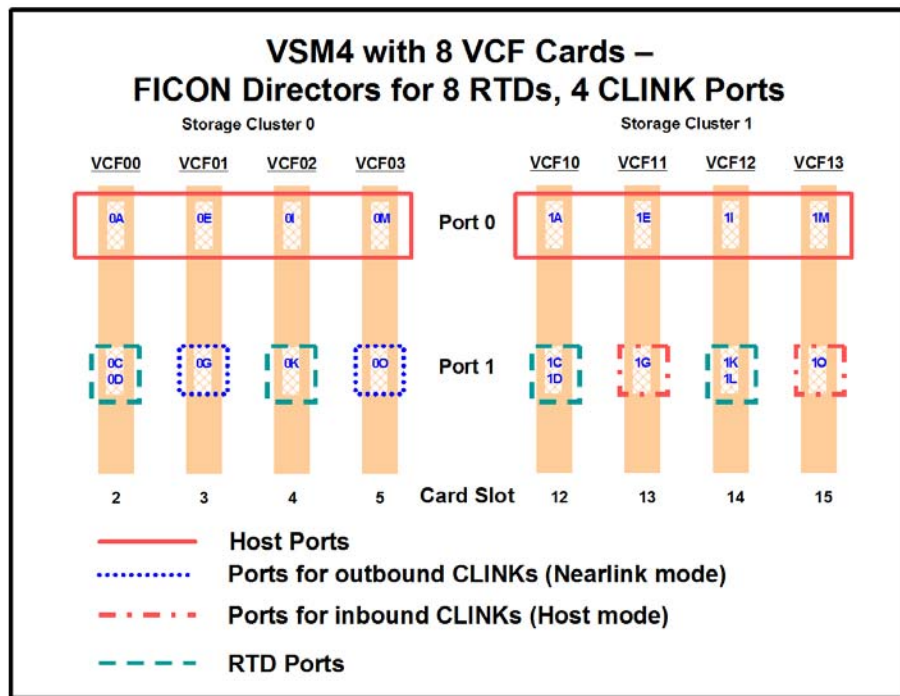 VSM4 with 8 VCF Cards –
FICON Directors for 8 RTDs, 4 CLINK Ports
Storage Cluster 0 Storage Cluster 1
VCF00 VCF01 VCF02 VCF03 VCF10 VCF11 VCF12 VCF13
0A 0E 0I 0M Port 0 1A 1E 1I 1M
0C 0G 0K 0O Port 1 1C 1G 1K 1O
0D 1D 1L
2 3 4 5 Card Slot 12 13 14 15
Host Ports
Ports for outbound CLINKs (Nearlink mode)
Ports for inbound CLINKs (Host mode)
RTD Ports